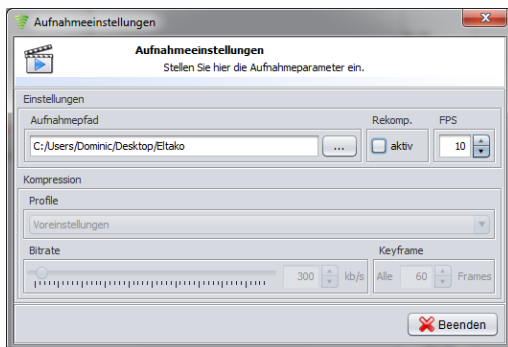 Aufnahmeeinstellungen
Aufnahmeeinstellungen
Stellen Sie hier die Aufnahmeparameter ein.
Einstellungen
Aufnahmepfad Rekomp. FPS
C:/Users/Dominic/Desktop/Eltako ... aktiv 10
Kompression
Profile
Voreinstellungen
Bitrate Keyframe
300 kb/s Alle 60 Frames
Beenden